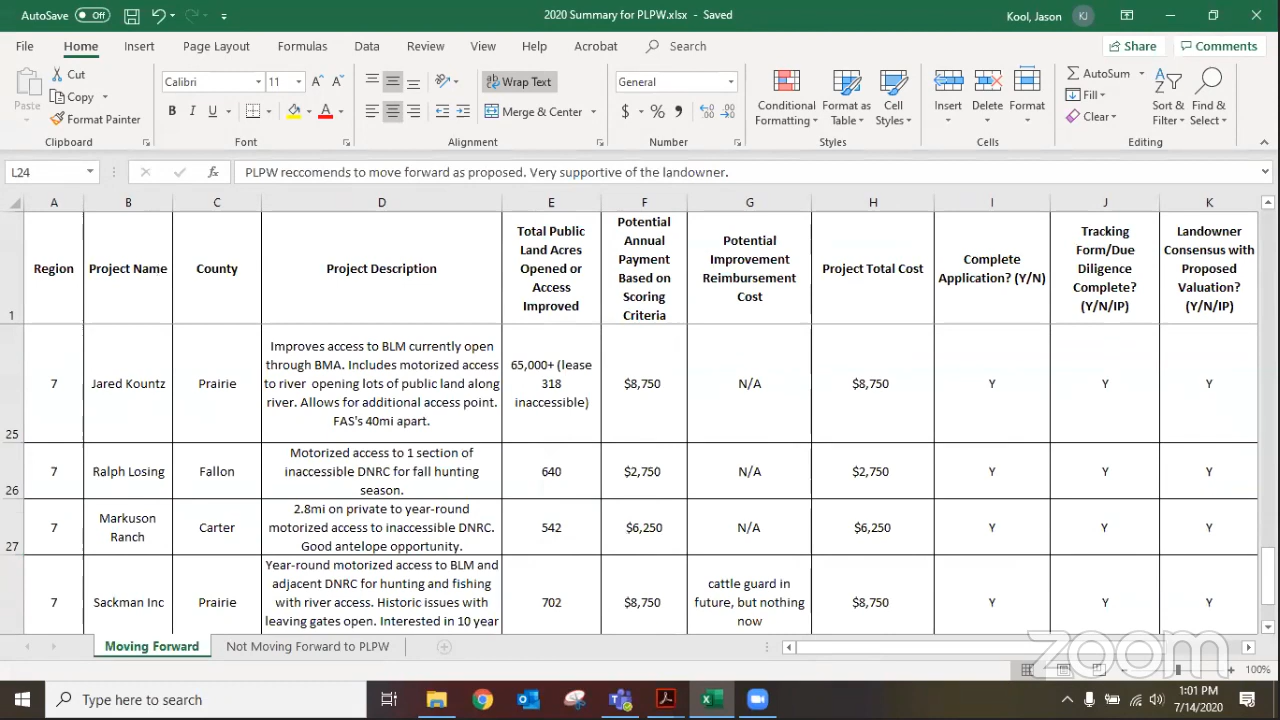 AutoSave Off
2020 Summary for PLPW.xlsx - Saved
Kool, Jason KJ
File Home Insert Page Layout Formulas Data Review View Help Acrobat Search Share Comments
Paste
Cut
Copy
Format Painter
Clipboard
Calibri 11
B I U
Font
Wrap Text
Merge & Center
Alignment
General
$ % 9
Number
Conditional Formatting
Format as Table
Cell Styles
Styles
Insert Delete Format
Cells
AutoSum
Fill
Clear
Sort & Filter
Find & Select
Editing
L24 fx PLPW reccomends to move forward as proposed. Very supportive of the landowner.
A B C D E F G H I J K
1
Region
Project Name
County
Project Description
Total Public
Land Acres
Opened or
Access
Improved
Potential
Annual
Payment
Based on
Scoring
Criteria
Potential
Improvement
Reimbursement
Cost
Project Total Cost
Complete
Application? (Y/N)
Tracking
Form/Due
Diligence
Complete?
(Y/N/IP)
Landowner
Consensus with
Proposed
Valuation?
(Y/N/IP)
25
7
Jared Kountz
Prairie
Improves access to BLM currently open
through BMA. Includes motorized access
to river opening lots of public land along
river. Allows for additional access point.
FAS's 40mi apart.
65,000+ (lease
318
inaccessible)
$8,750
N/A
$8,750
Y
Y
Y
26
7
Ralph Losing
Fallon
Motorized access to 1 section of
inaccessible DNRC for fall hunting
season.
640
$2,750
N/A
$2,750
Y
Y
Y
27
7
Markuson
Ranch
Carter
2.8mi on private to year-round
motorized access to inaccessible DNRC.
Good antelope opportunity.
542
$6,250
N/A
$6,250
Y
Y
Y
7
Sackman Inc
Prairie
Year-round motorized access to BLM and
adjacent DNRC for hunting and fishing
with river access. Historic issues with
leaving gates open. Interested in 10 year
702
$8,750
cattle guard in
future, but nothing
now
$8,750
Y
Y
Y
Moving Forward Not Moving Forward to PLPW
zoom
100%
Type here to search
1:01 PM
7/14/2020